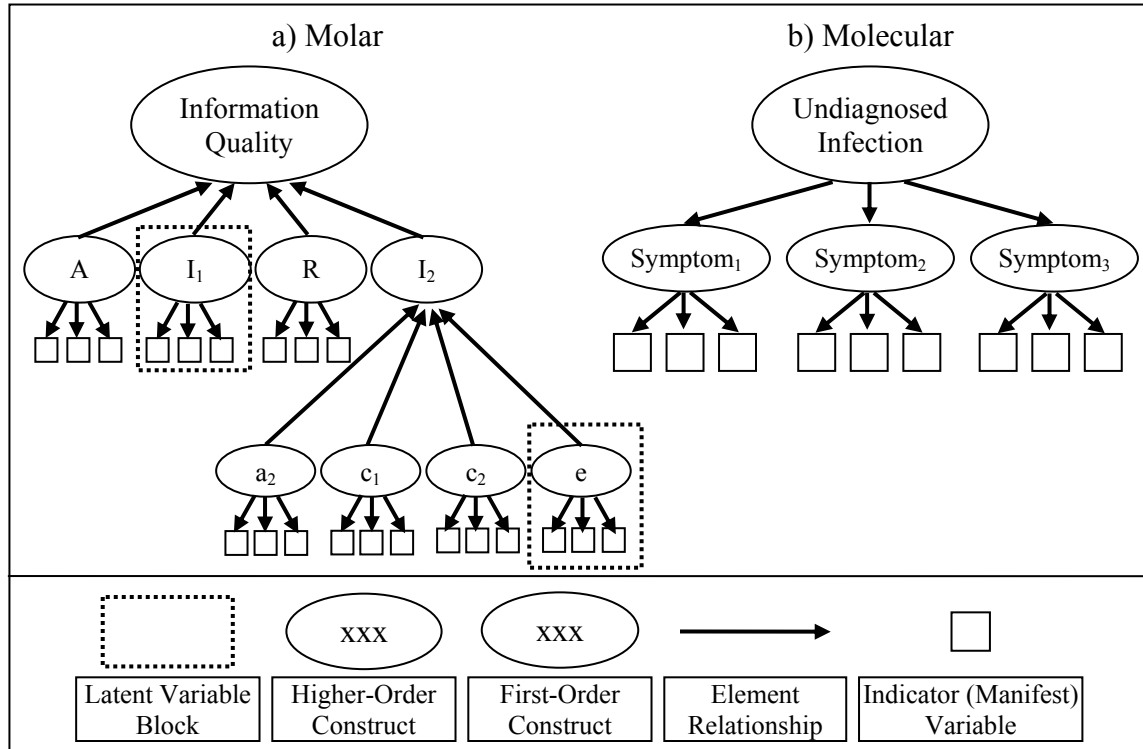 a) Molar
b) Molecular
Information
Quality
Undiagnosed
Infection
A
I₁
R
I₂
Symptom₁
Symptom₂
Symptom₃
a₂
c₁
c₂
e
xxx
xxx
Latent Variable
Block
Higher-Order
Construct
First-Order
Construct
Element
Relationship
Indicator (Manifest)
Variable